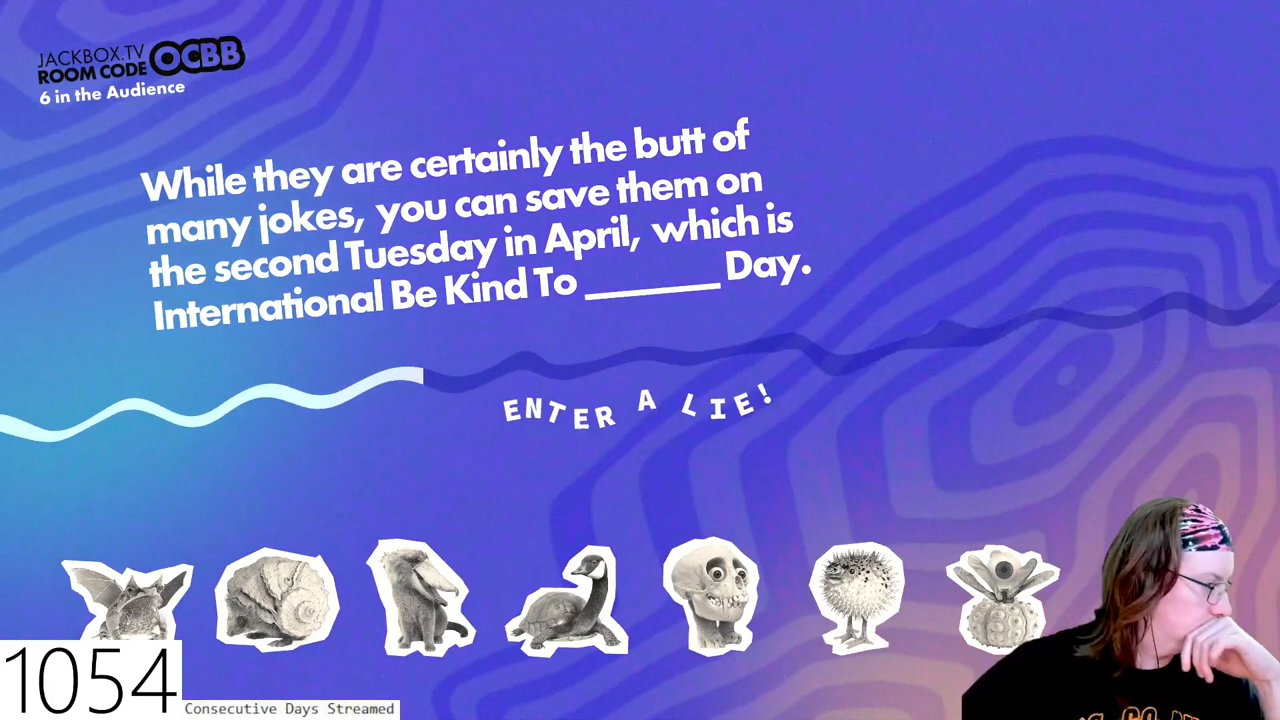 JACKBOX.TV
ROOM CODE OCBB
6 in the Audience
While they are certainly the butt of
many jokes, you can save them on
the second Tuesday in April, which is
International Be Kind To ______ Day.
ENTER A LIE!
1054
Consecutive Days Streamed